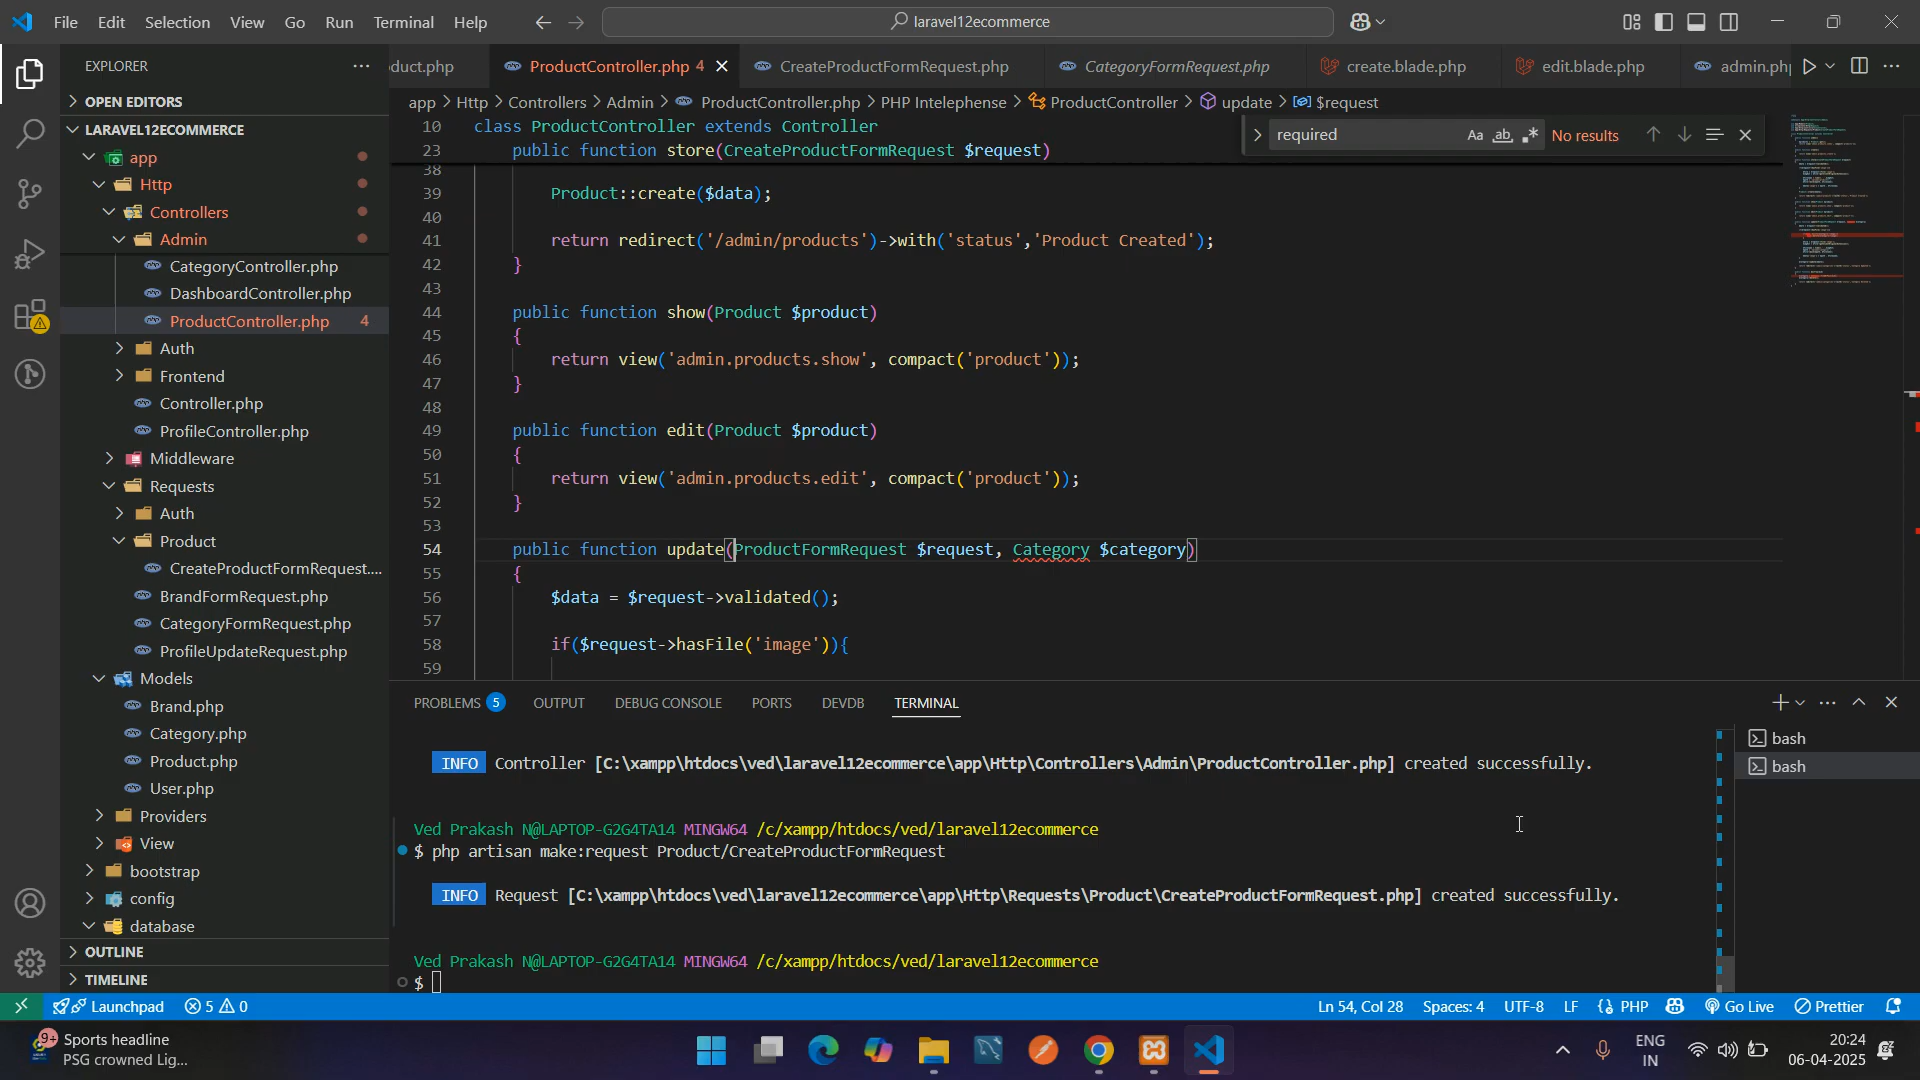 File Edit Selection View Go Run Terminal Help
laravel12ecommerce
EXPLORER
OPEN EDITORS
LARAVEL12ECOMMERCE
app
Http
Controllers
Admin
CategoryController.php
DashboardController.php
ProductController.php 4
Auth
Frontend
Controller.php
ProfileController.php
Middleware
Requests
Auth
Product
CreateProductFormRequest....
BrandFormRequest.php
CategoryFormRequest.php
ProfileUpdateRequest.php
Models
Brand.php
Category.php
Product.php
User.php
Providers
View
bootstrap
config
database
OUTLINE
TIMELINE
duct.php ProductController.php 4 CreateProductFormRequest.php CategoryFormRequest.php create.blade.php edit.blade.php admin.php
app > Http > Controllers > Admin > ProductController.php > PHP Intelephense > ProductController > update > $request
required Aa ab No results
10 class ProductController extends Controller
23 public function store(CreateProductFormRequest $request)
38
39 Product::create($data);
40
41 return redirect('/admin/products')->with('status','Product Created');
42 }
43
44 public function show(Product $product)
45 {
46 return view('admin.products.show', compact('product'));
47 }
48
49 public function edit(Product $product)
50 {
51 return view('admin.products.edit', compact('product'));
52 }
53
54 public function update(ProductFormRequest $request, Category $category)
55 {
56 $data = $request->validated();
57
58 if($request->hasFile('image')){
59
PROBLEMS 5 OUTPUT DEBUG CONSOLE PORTS DEVDB TERMINAL
INFO Controller [C:\xampp\htdocs\ved\laravel12ecommerce\app\Http\Controllers\Admin\ProductController.php] created successfully.
Ved Prakash N@LAPTOP-G2G4TA14 MINGW64 /c/xampp/htdocs/ved/laravel12ecommerce
$ php artisan make:request Product/CreateProductFormRequest
INFO Request [C:\xampp\htdocs\ved\laravel12ecommerce\app\Http\Requests\Product\CreateProductFormRequest.php] created successfully.
Ved Prakash N@LAPTOP-G2G4TA14 MINGW64 /c/xampp/htdocs/ved/laravel12ecommerce
$
bash
bash
Launchpad 5 0 Ln 54, Col 28 Spaces: 4 UTF-8 LF PHP Go Live Prettier
9+ Sports headline
PSG crowned Lig...
ENG
IN
20:24
06-04-2025